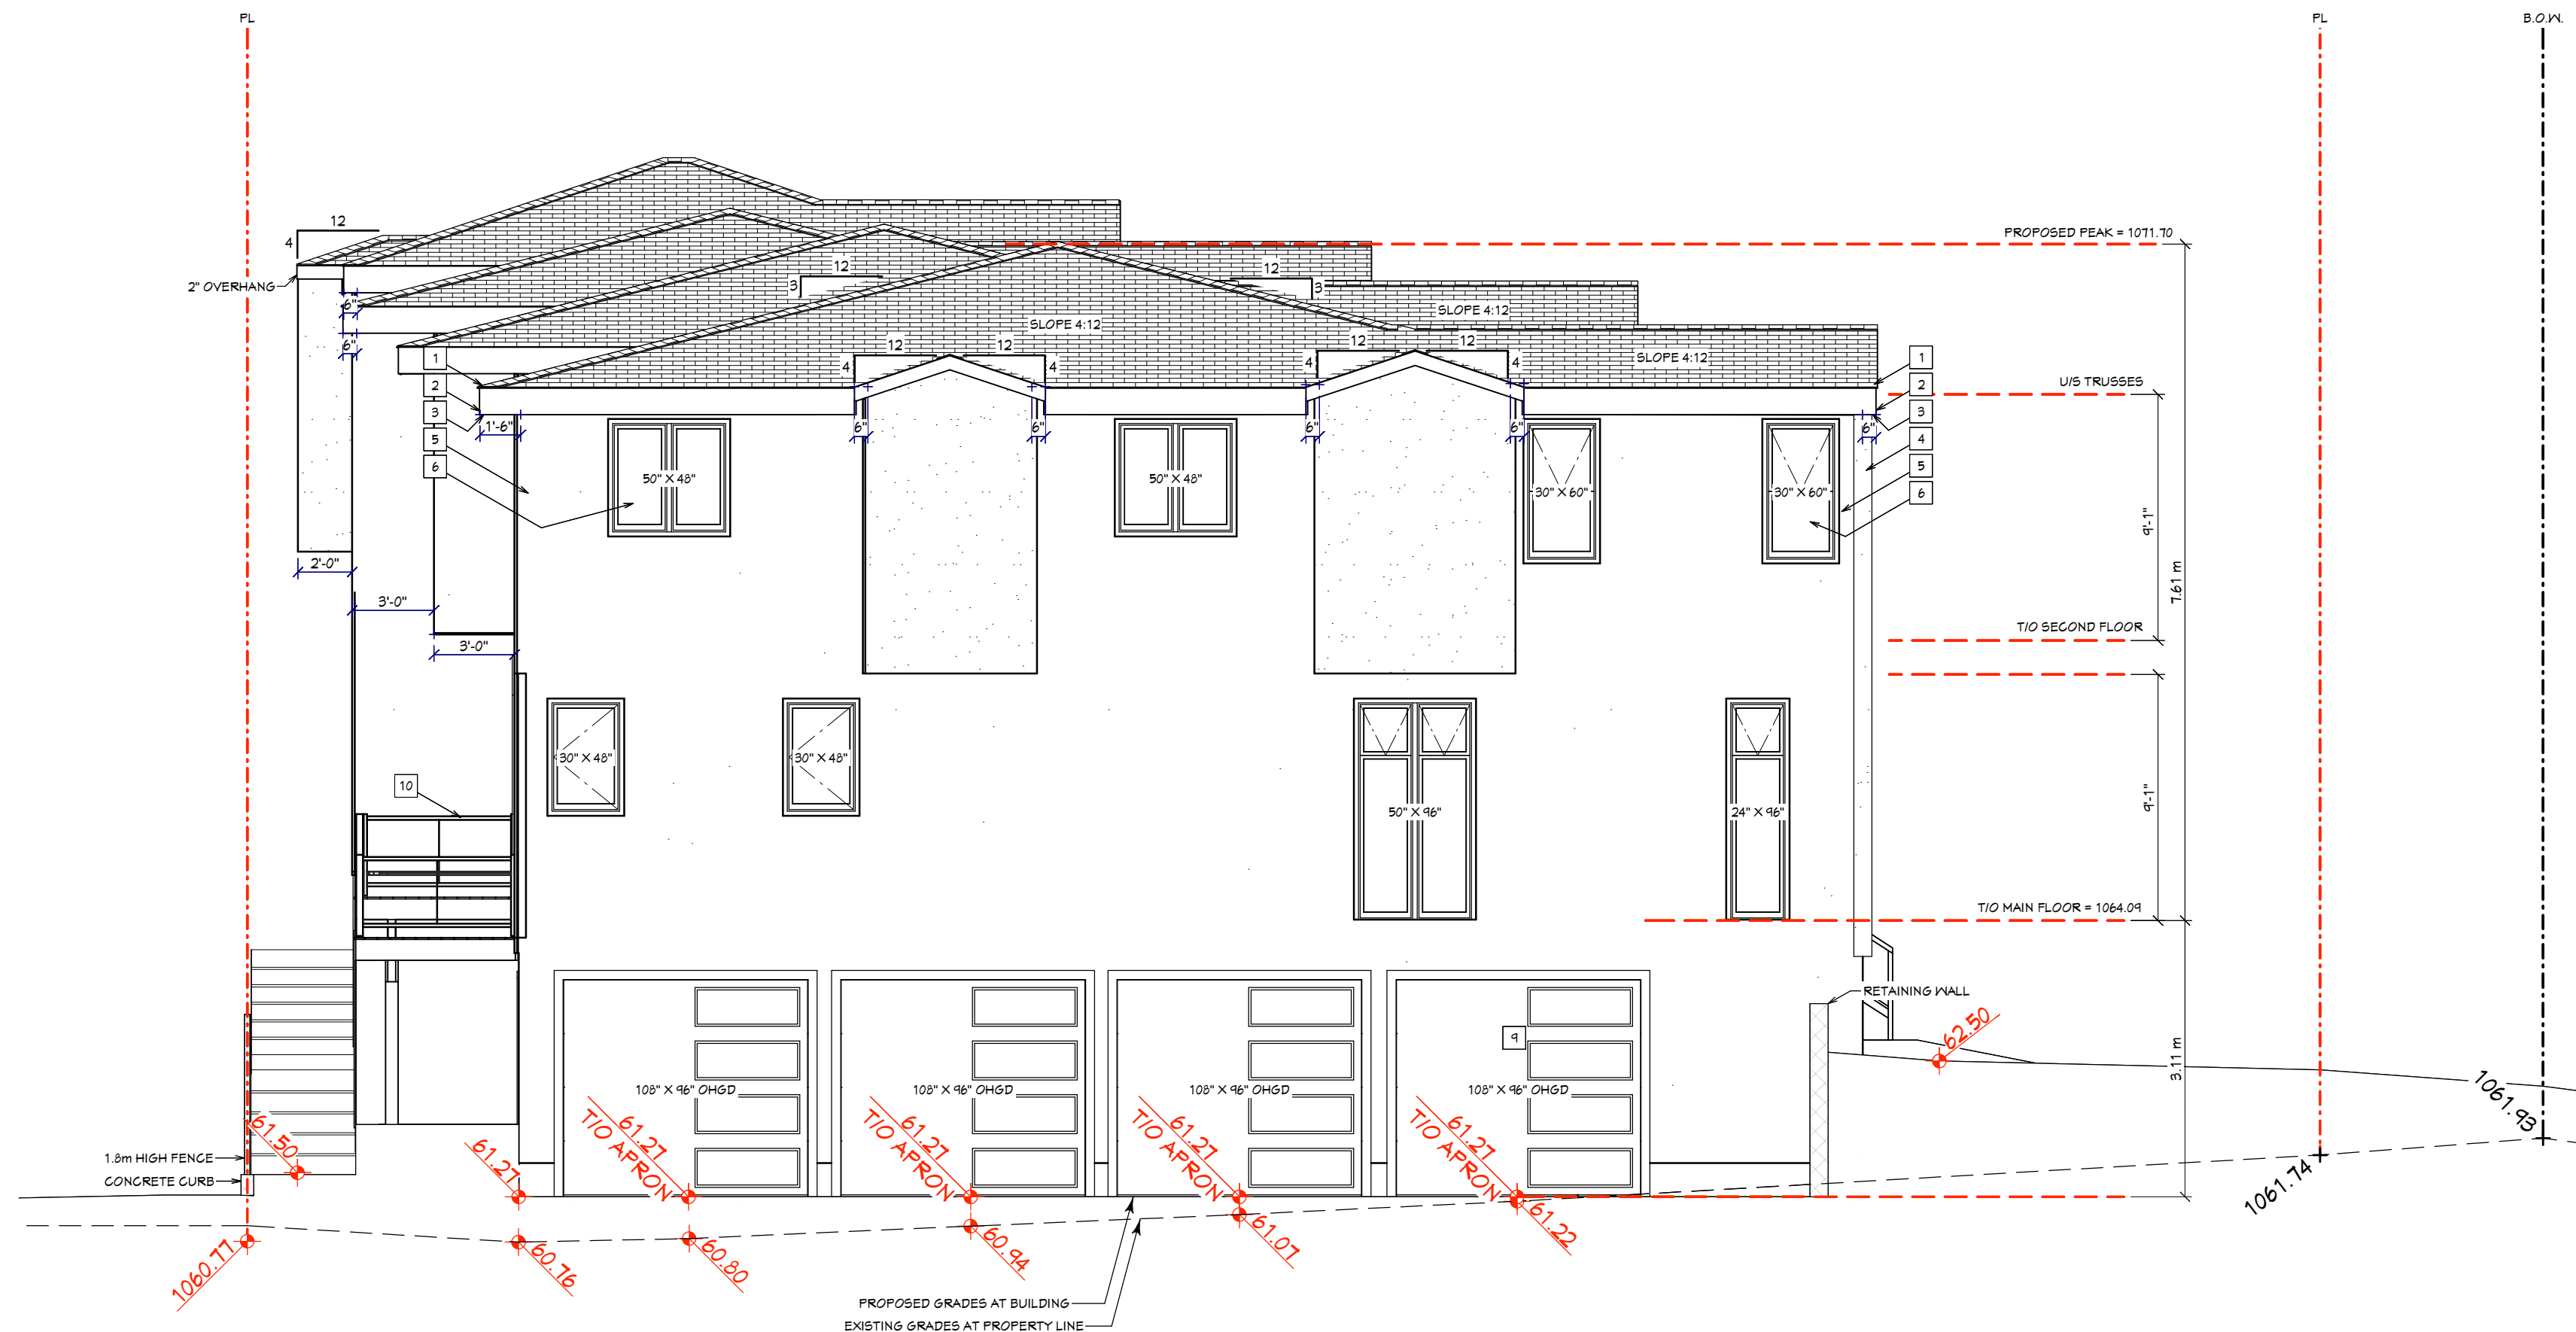 PL
PL
B.O.W.
12
4
PROPOSED PEAK = 1071.70
2" OVERHANG
12
3
12
3
6"
SLOPE 4:12
SLOPE 4:12
6"
12
12
4
4
12
12
4
4
SLOPE 4:12
1
2
3
5
6
1
2
3
4
5
6
U/S TRUSSES
1'-6"
6"
6"
6"
6"
6"
50" X 48"
50" X 48"
30" X 60"
30" X 60"
9'-1"
7.61 m
2'-0"
3'-0"
3'-0"
T/O SECOND FLOOR
30" X 48"
30" X 48"
50" X 96"
24" X 96"
9'-1"
10
T/O MAIN FLOOR = 1064.09
RETAINING WALL
9
62.50
3.11 m
108" X 96" OHGD
108" X 96" OHGD
108" X 96" OHGD
108" X 96" OHGD
1061.93
61.50
61.27
61.27
T/O APRON
61.27
T/O APRON
61.27
T/O APRON
61.27
T/O APRON
1.8m HIGH FENCE
CONCRETE CURB
1061.74
1060.77
60.76
60.80
60.94
61.07
61.22
PROPOSED GRADES AT BUILDING
EXISTING GRADES AT PROPERTY LINE